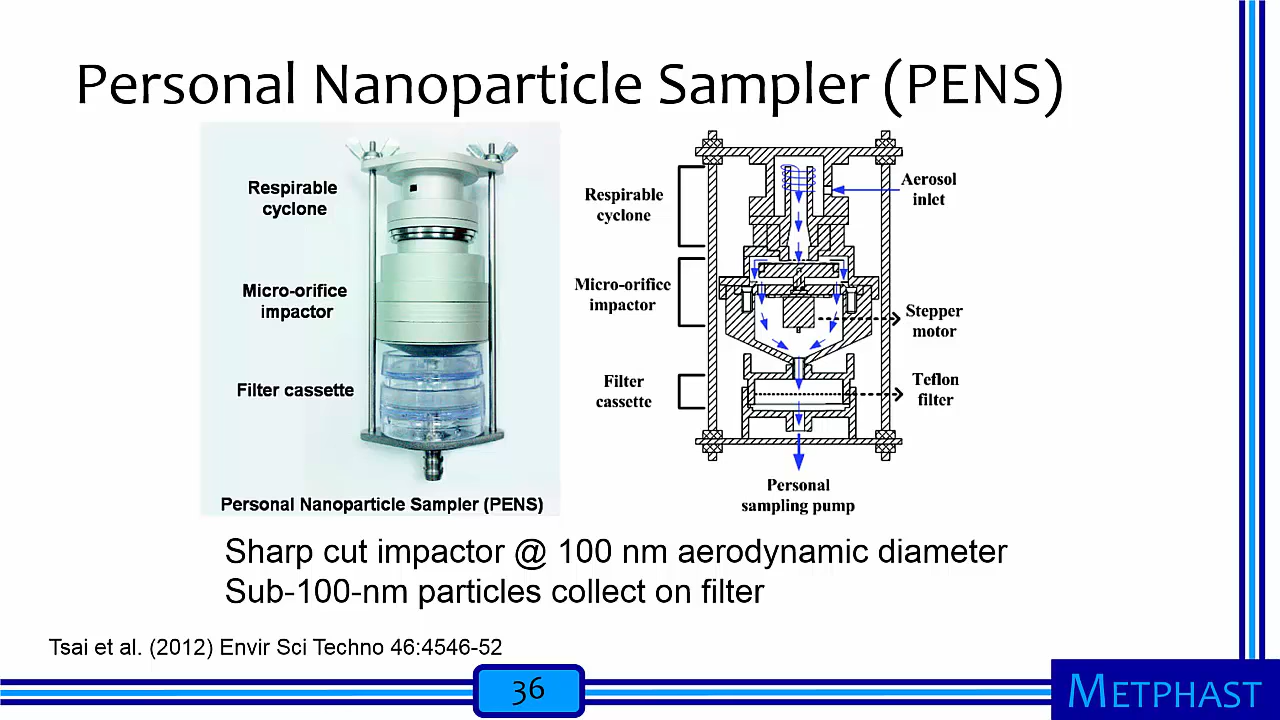 Personal Nanoparticle Sampler (PENS)
Respirable
cyclone
Micro-orifice
impactor
Filter cassette
Personal Nanoparticle Sampler (PENS)
Respirable
cyclone
Aerosol
inlet
Micro-orifice
impactor
Stepper
motor
Filter
cassette
Teflon
filter
Personal
sampling pump
Sharp cut impactor @ 100 nm aerodynamic diameter
Sub-100-nm particles collect on filter
Tsai et al. (2012) Envir Sci Techno 46:4546-52
36
METPHAST